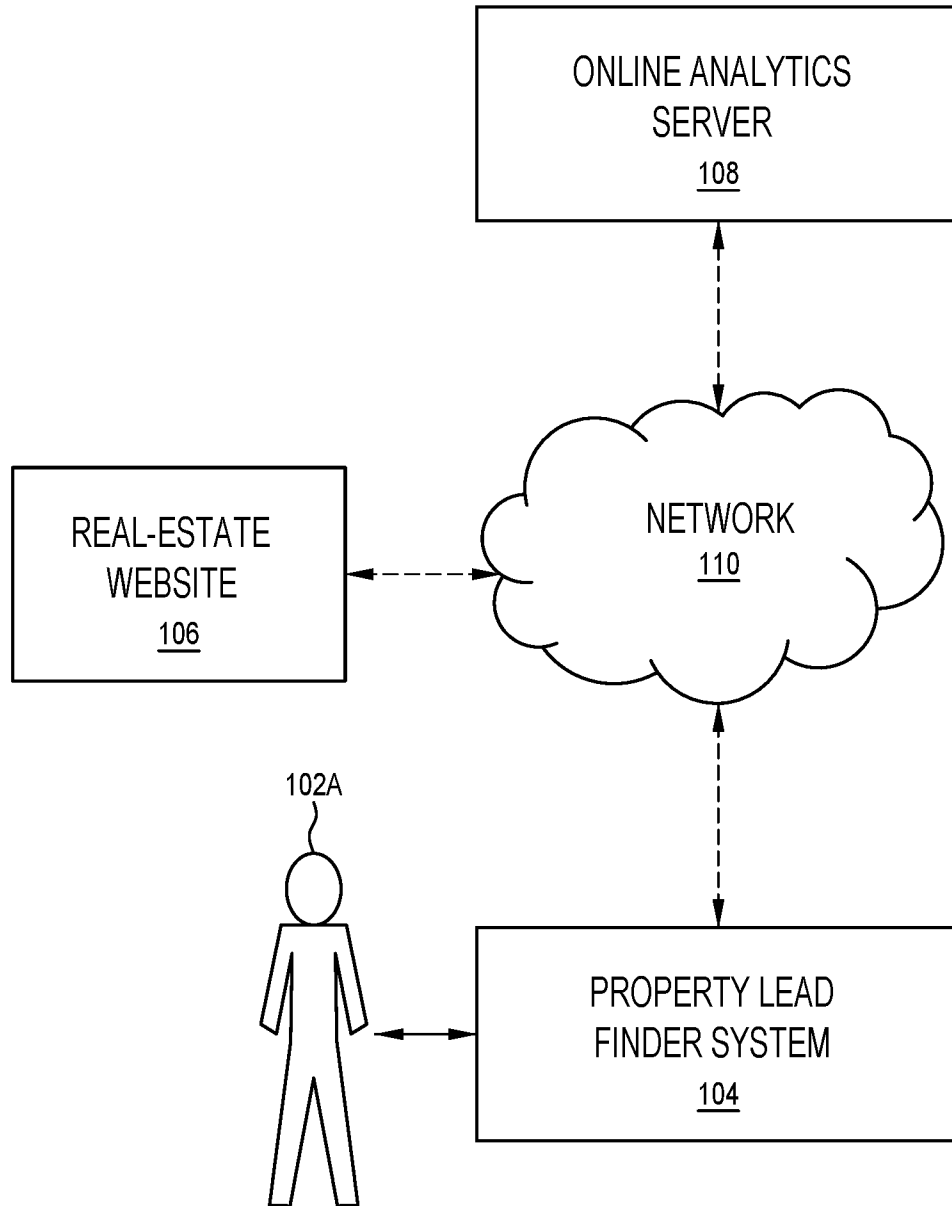 ONLINE ANALYTICS
SERVER
108
NETWORK
110
REAL-ESTATE
WEBSITE
106
102A
PROPERTY LEAD
FINDER SYSTEM
104